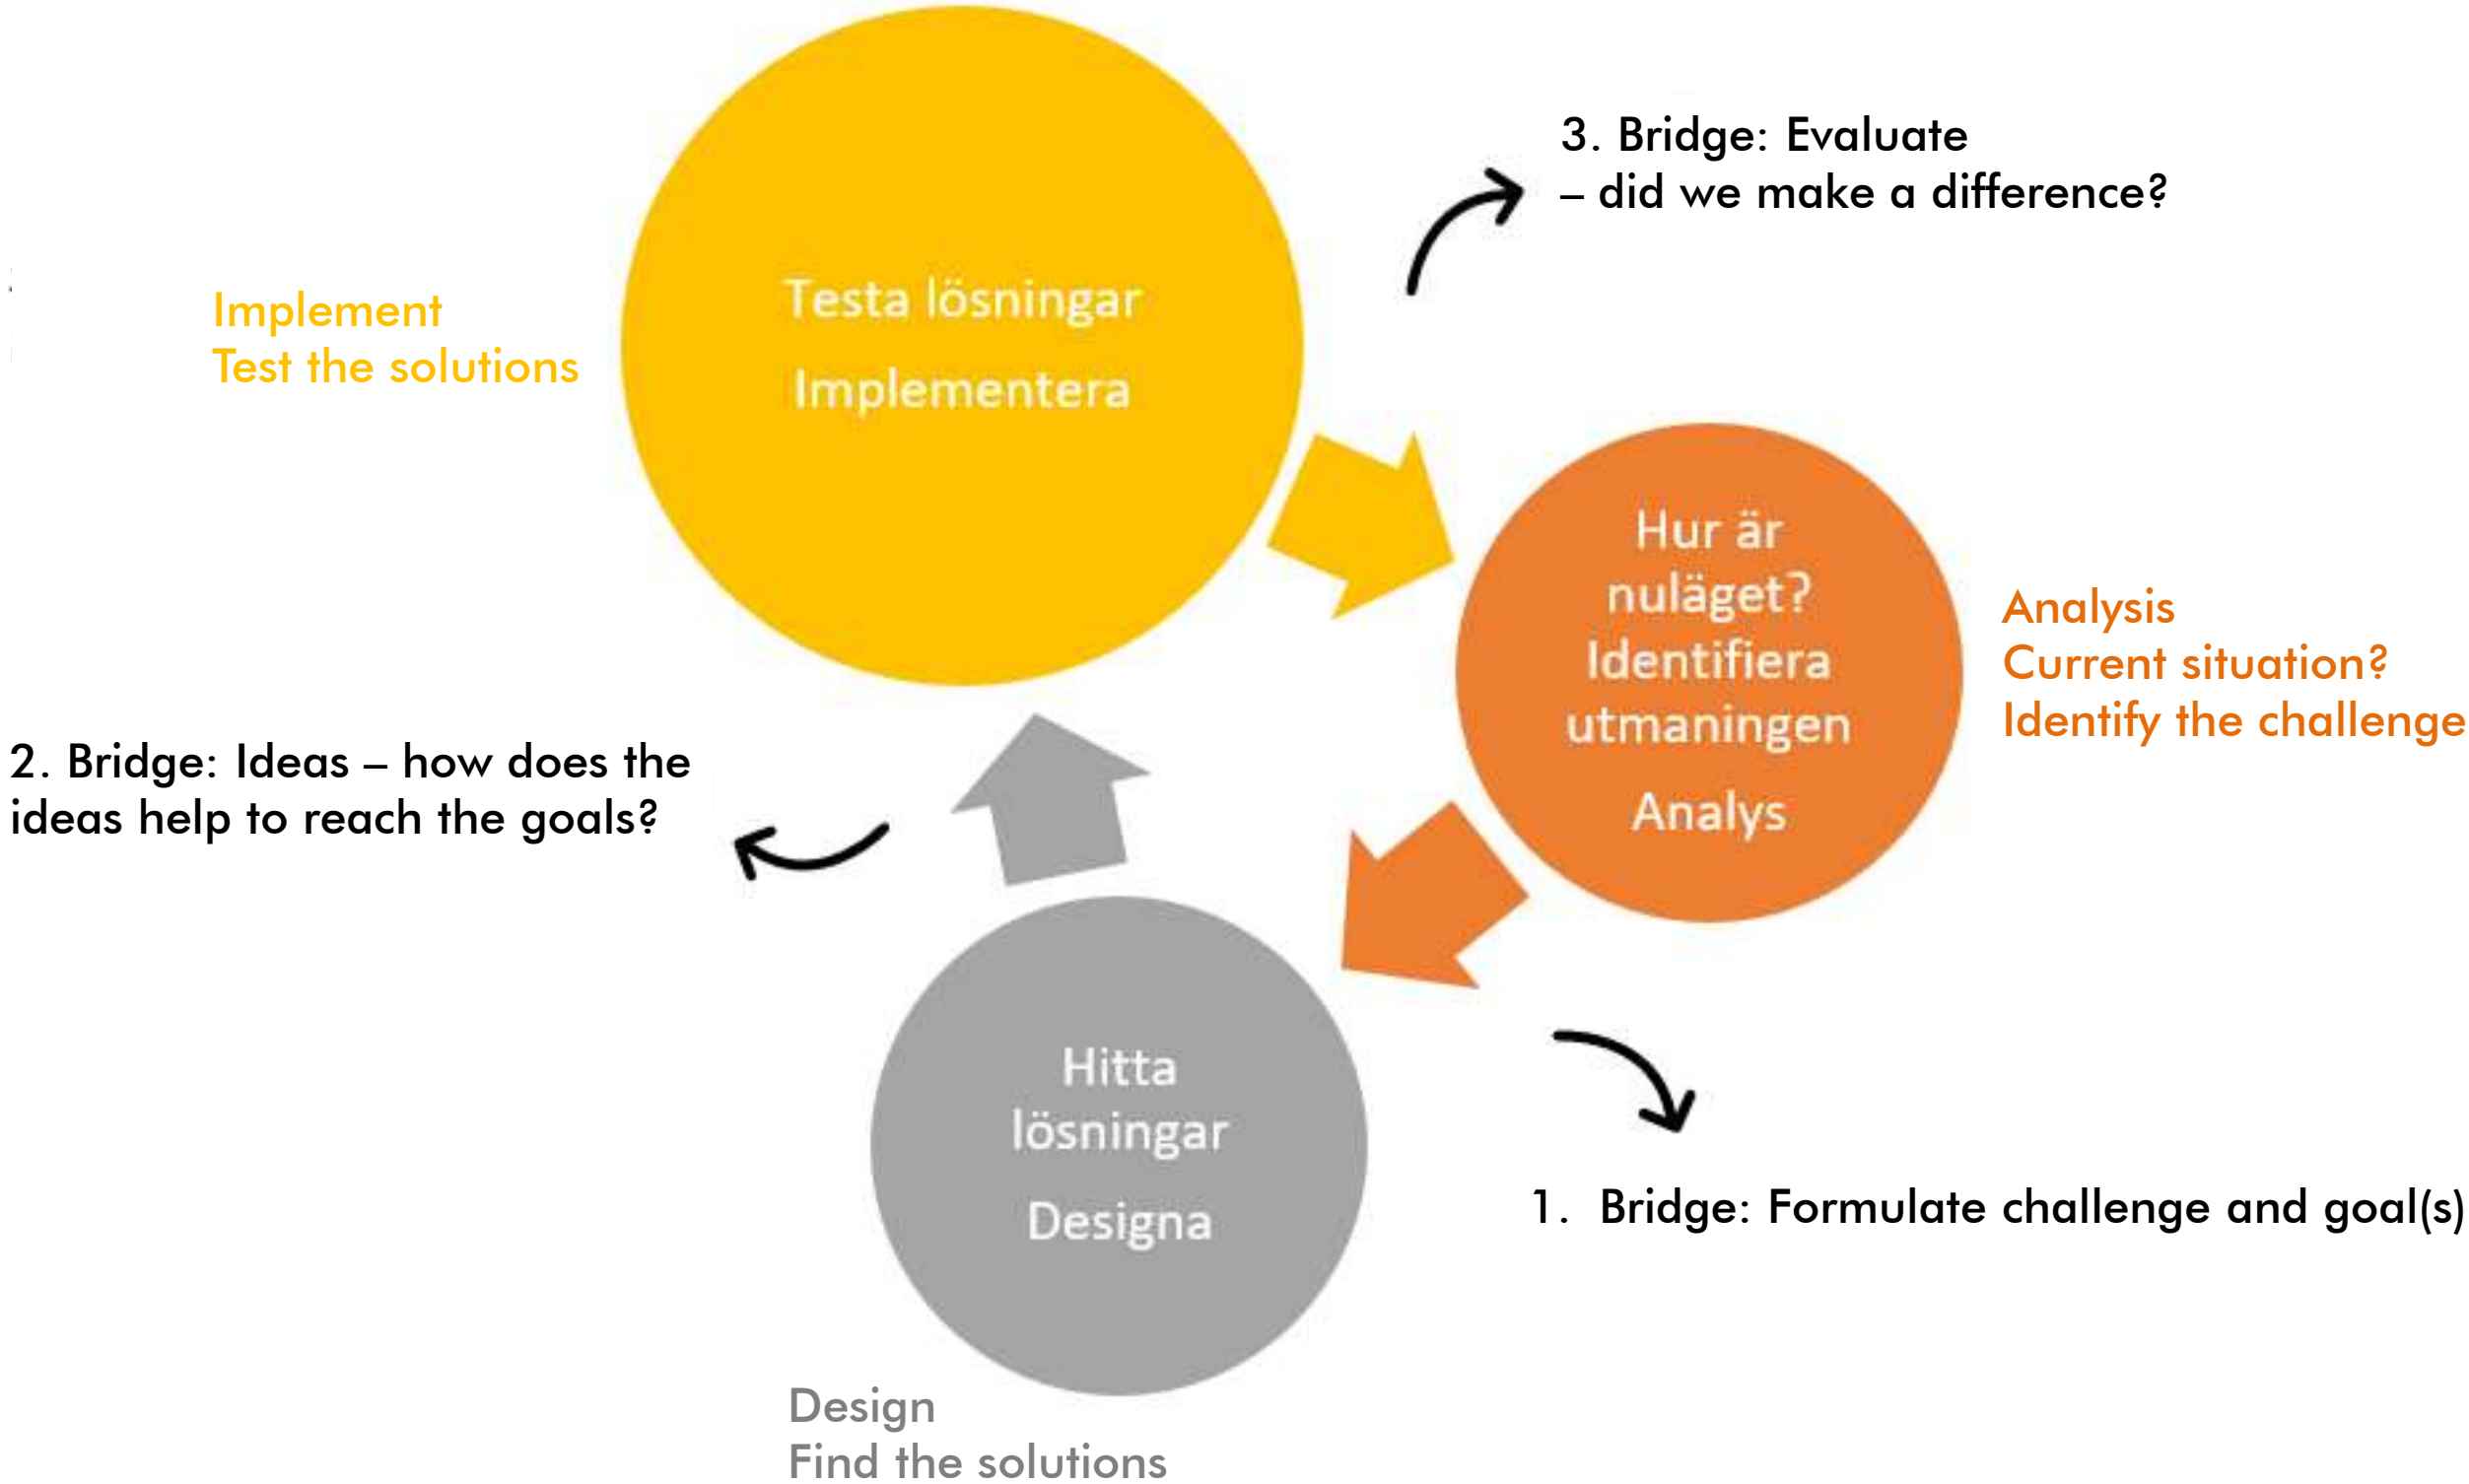 3. Bridge: Evaluate
– did we make a difference?
Implement
Test the solutions
Testa lösningar
Implementera
Hur är
nuläget?
Identifiera
utmaningen
Analys
Analysis
Current situation?
Identify the challenge
2. Bridge: Ideas – how does the
ideas help to reach the goals?
Hitta
lösningar
Designa
1. Bridge: Formulate challenge and goal(s)
Design
Find the solutions